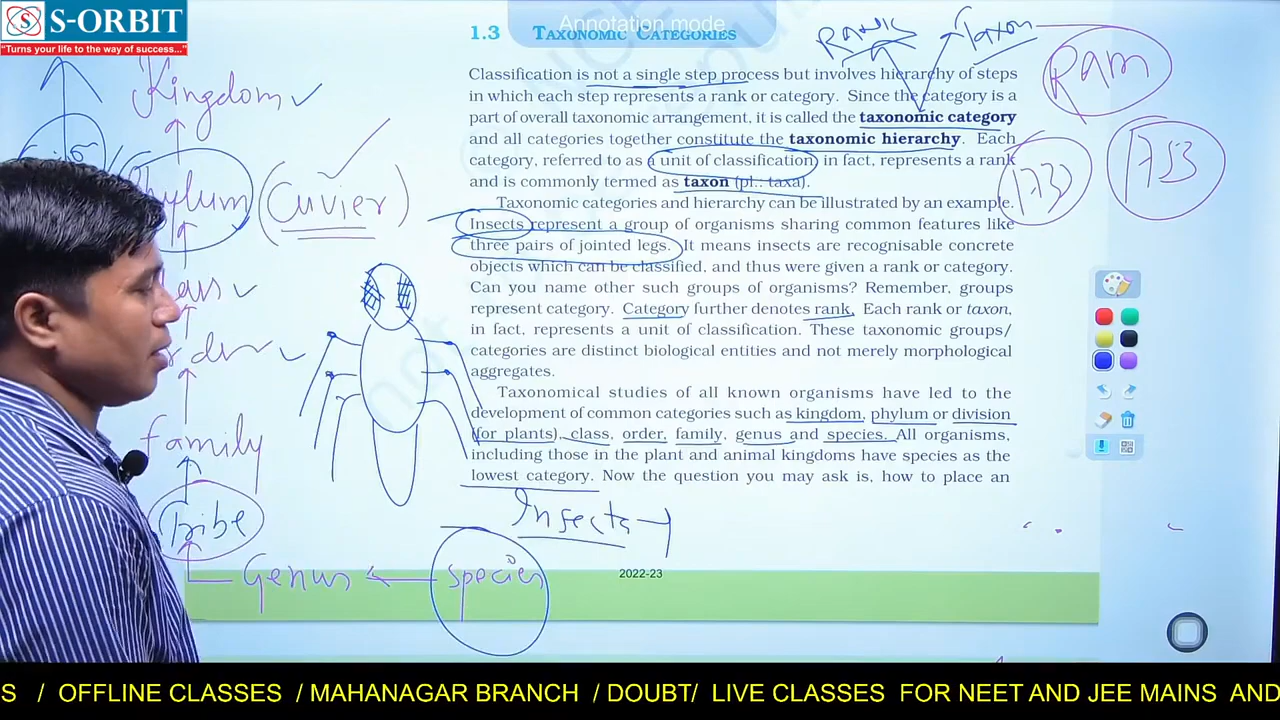 S-ORBIT
"Turns your life to the way of success..."
Annotation mode
1.3 TAXONOMIC CATEGORIES
Classification is not a single step process but involves hierarchy of steps
in which each step represents a rank or category. Since the category is a
part of overall taxonomic arrangement, it is called the taxonomic category
and all categories together constitute the taxonomic hierarchy. Each
category, referred to as a unit of classification, in fact, represents a rank
and is commonly termed as taxon (pl.: taxa).
Taxonomic categories and hierarchy can be illustrated by an example.
Insects represent a group of organisms sharing common features like
three pairs of jointed legs. It means insects are recognisable concrete
objects which can be classified, and thus were given a rank or category.
Can you name other such groups of organisms? Remember, groups
represent category. Category further denotes rank. Each rank or taxon,
in fact, represents a unit of classification. These taxonomic groups/
categories are distinct biological entities and not merely morphological
aggregates.
Taxonomical studies of all known organisms have led to the
development of common categories such as kingdom, phylum or division
(for plants), class, order, family, genus and species. All organisms,
including those in the plant and animal kingdoms have species as the
lowest category. Now the question you may ask is, how to place an
2022-23
Rank
Taxon
Ram
1753
Kingdom
Phylum
(Cuvier)
family
Tribe
Genus
species
Insects
S / OFFLINE CLASSES / MAHANAGAR BRANCH / DOUBT/ LIVE CLASSES FOR NEET AND JEE MAINS AND